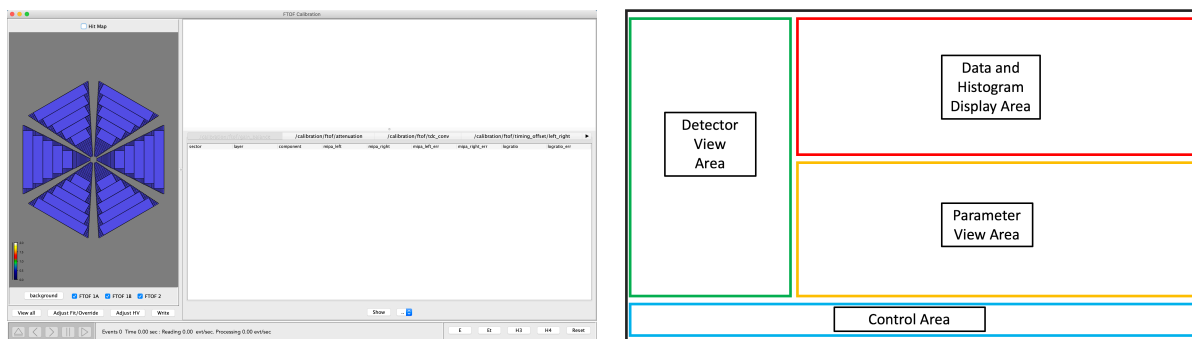 FTOF Calibration
Hit Map
/calibration/ftof/attenuation
/calibration/ftof/tdc_conv
/calibration/ftof/timing_offset/left_right
sector layer component mipa_left mipa_right mipa_left_err mipa_right_err logratio logratio_err
background FTOF 1A FTOF 1B FTOF 2
View all Adjust Fit/Override Adjust HV Write
Show ...
Events 0 Time 0.00 sec : Reading 0.00 evt/sec, Processing 0.00 evt/sec
E Et H3 H4 Reset
Detector
View
Area
Data and
Histogram
Display Area
Parameter
View Area
Control Area